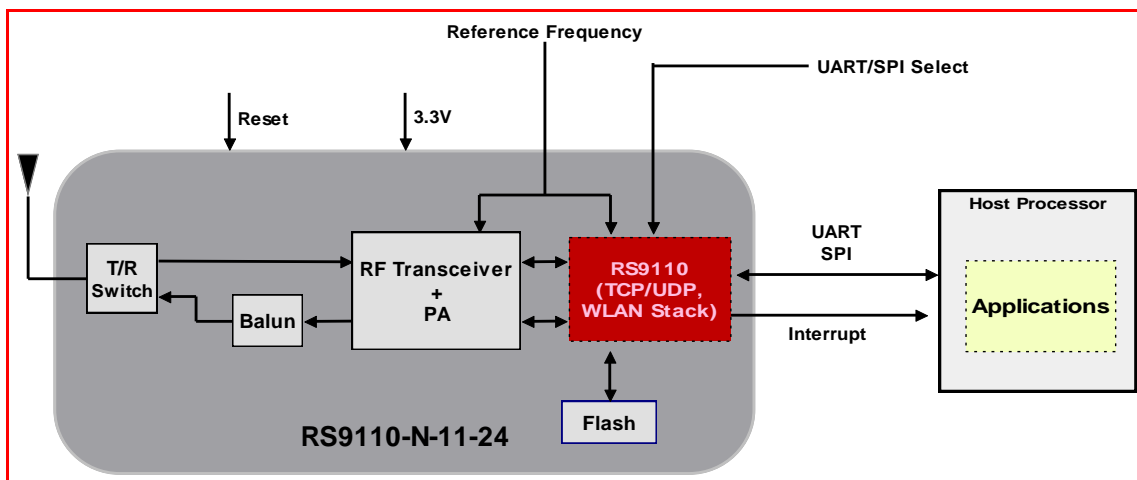 Reference Frequency
UART/SPI Select
Reset
3.3V
Host Processor
T/R
Switch
RF Transceiver
+
PA
RS9110
(TCP/UDP,
WLAN Stack)
UART
SPI
Applications
Balun
Interrupt
Flash
RS9110-N-11-24